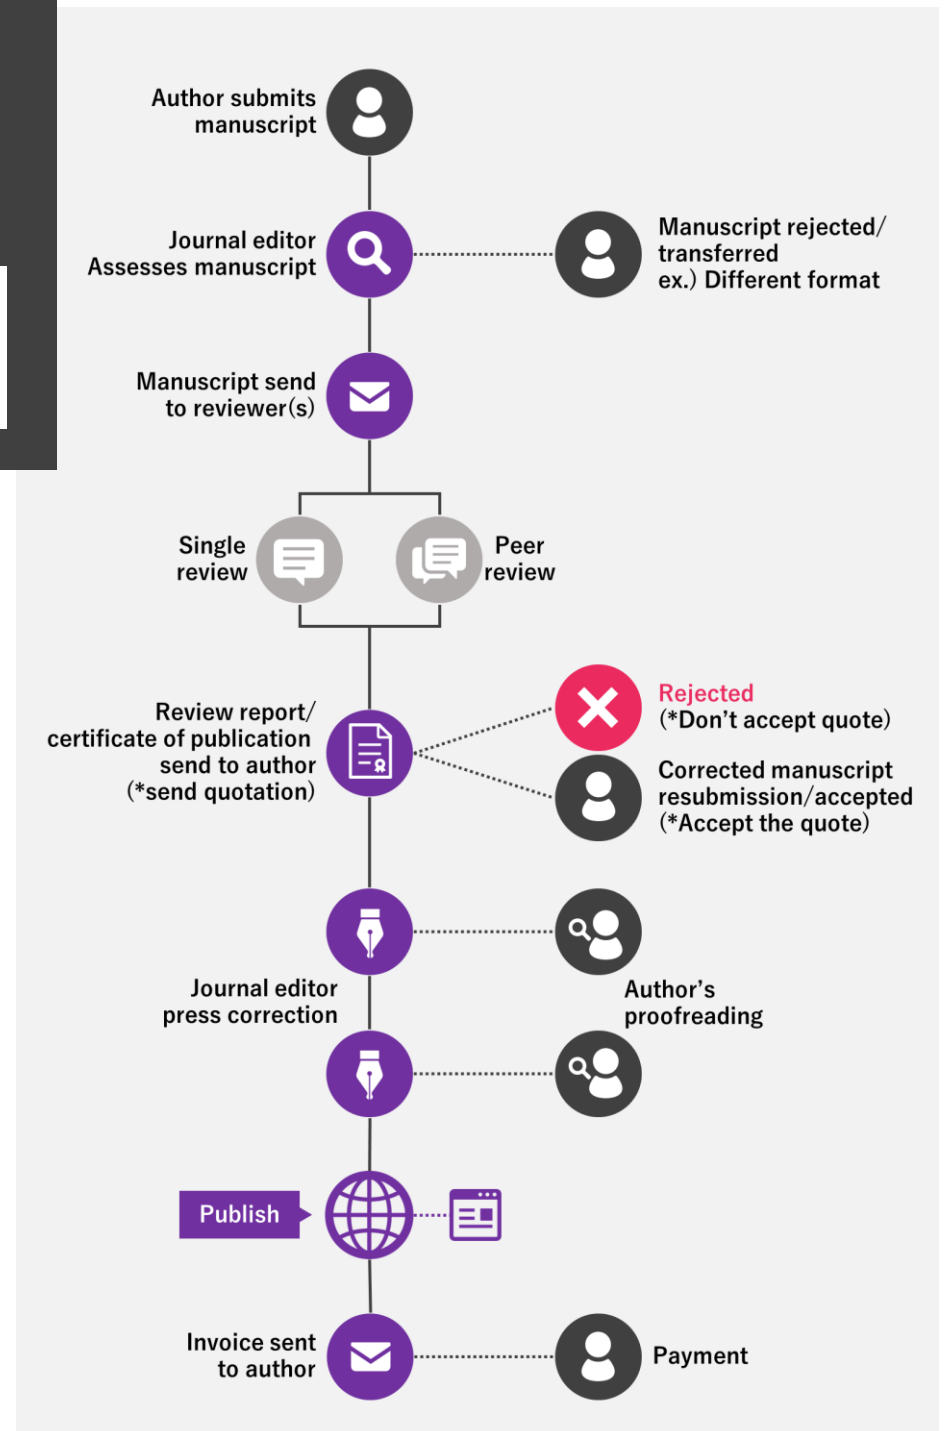 Author submits
manuscript
Journal editor
Assesses manuscript
Manuscript rejected/
transferred
ex.) Different format
Manuscript send
to reviewer(s)
Single
review
Peer
review
Review report/
certificate of publication
send to author
(*send quotation)
Rejected
(*Don't accept quote)
Corrected manuscript
resubmission/accepted
(*Accept the quote)
Journal editor
press correction
Author's
proofreading
Publish
Invoice sent
to author
Payment